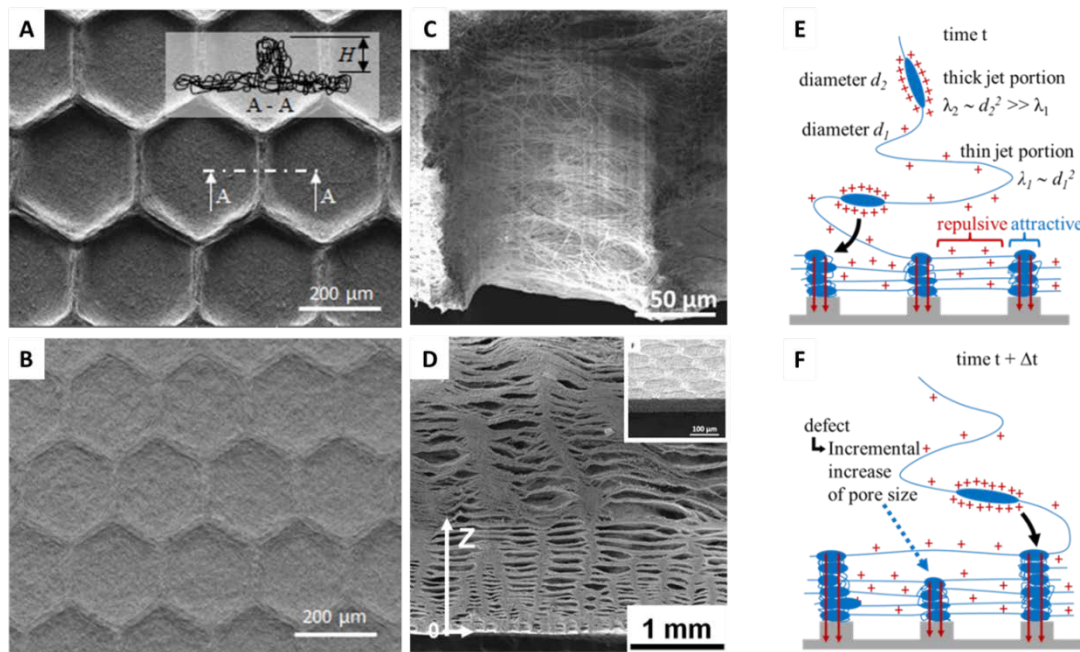 A
H
A - A
A
A
200 µm
B
200 µm
C
50 µm
D
100 µm
Z
0
1 mm
E
time t
diameter d2
thick jet portion
λ2 ~ d2² >> λ1
diameter d1
thin jet portion
λ1 ~ d1²
repulsive attractive
F
time t + Δt
defect
Incremental
increase
of pore size